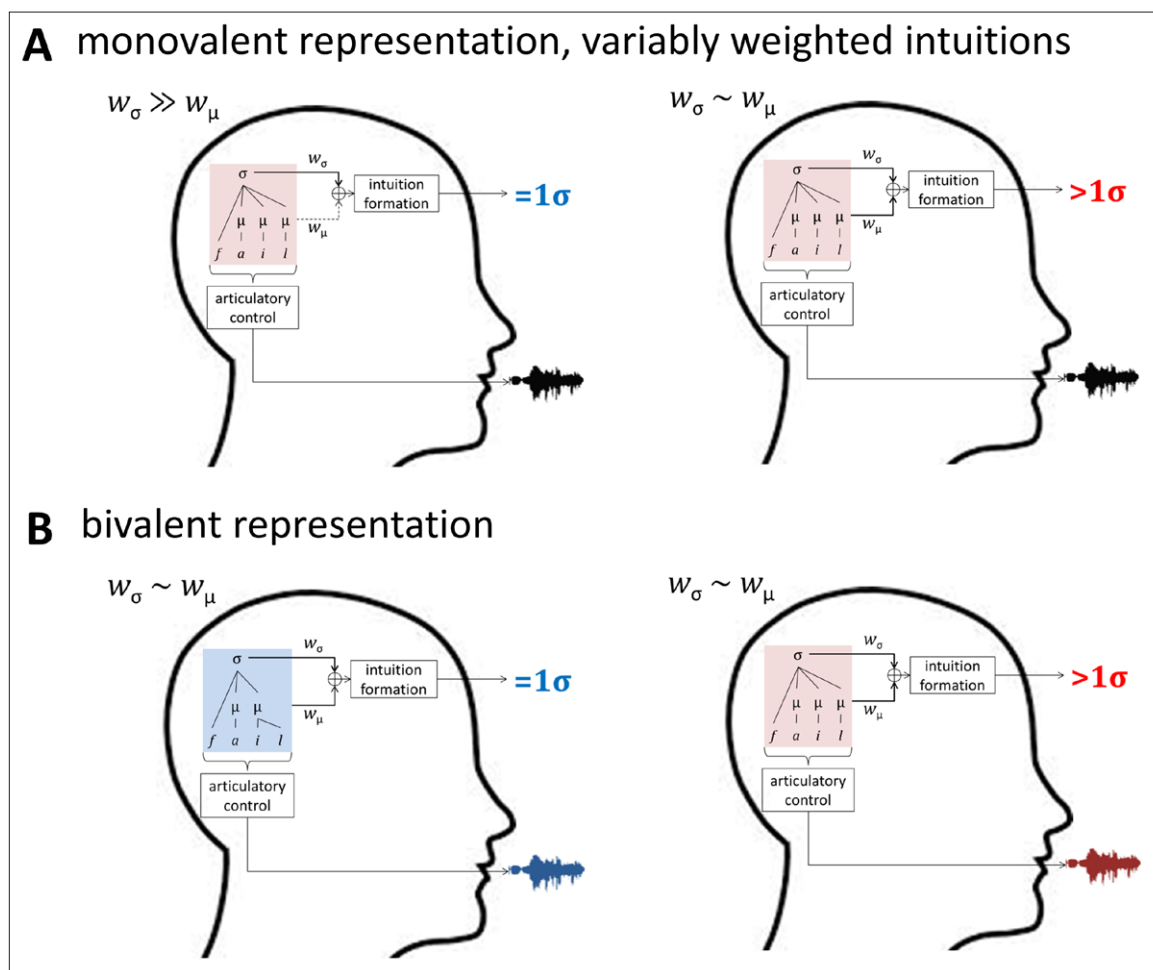 A monovalent representation, variably weighted intuitions
wσ ≫ wμ
wσ
σ
intuition
formation
=1σ
μ μ μ
wμ
f a i l
articulatory
control
wσ ~ wμ
wσ
σ
intuition
formation
>1σ
μ μ μ
wμ
f a i l
articulatory
control
B bivalent representation
wσ ~ wμ
wσ
σ
intuition
formation
=1σ
μ μ
wμ
f a i l
articulatory
control
wσ ~ wμ
wσ
σ
intuition
formation
>1σ
μ μ μ
wμ
f a i l
articulatory
control